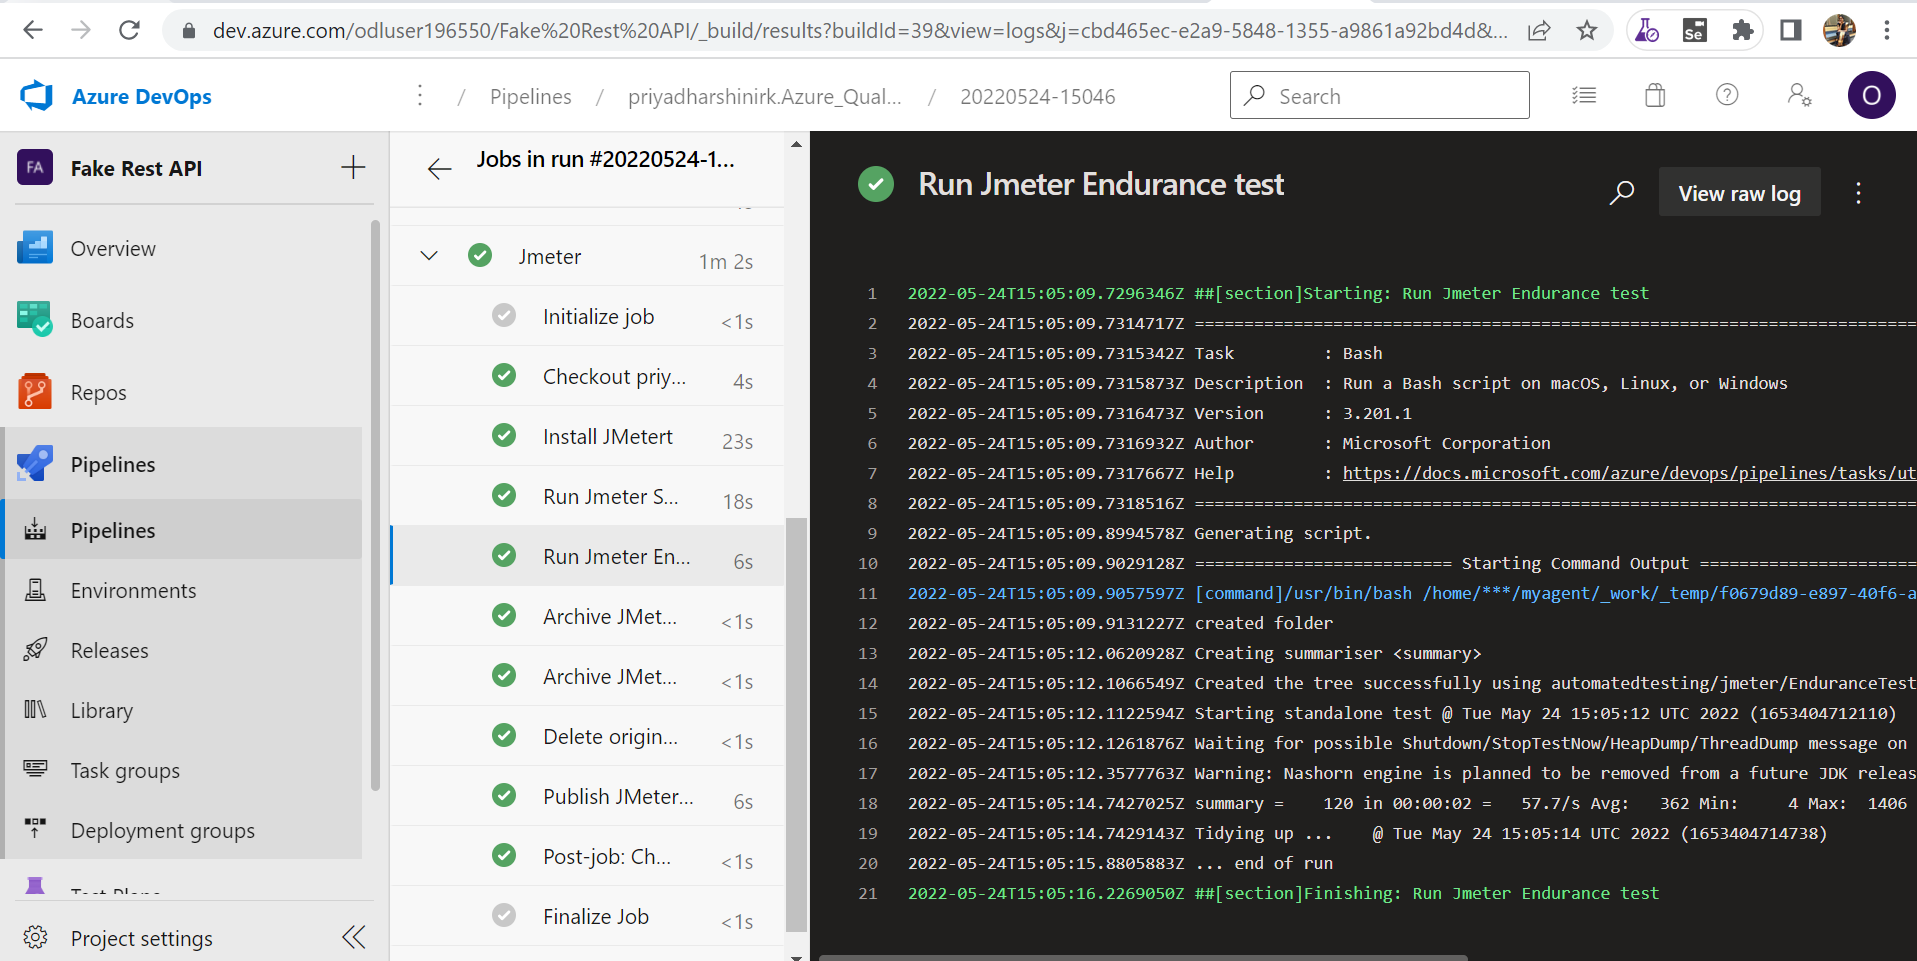 dev.azure.com/odluser196550/Fake%20Rest%20API/_build/results?buildId=39&view=logs&j=cbd465ec-e2a9-5848-1355-a9861a92bd4d&...
Se
Azure DevOps
/ Pipelines / priyadharshinirk.Azure_Qual... / 20220524-15046
Search
O
FA Fake Rest API
Overview
Boards
Repos
Pipelines
Pipelines
Environments
Releases
Library
Task groups
Deployment groups
Test Plans
Project settings
Jobs in run #20220524-1...
Jmeter 1m 2s
Initialize job <1s
Checkout priy... 4s
Install JMetert 23s
Run Jmeter S... 18s
Run Jmeter En... 6s
Archive JMet... <1s
Archive JMet... <1s
Delete origin... <1s
Publish JMeter... 6s
Post-job: Ch... <1s
Finalize Job <1s
Run Jmeter Endurance test
View raw log
1 2022-05-24T15:05:09.7296346Z ##[section]Starting: Run Jmeter Endurance test
2 2022-05-24T15:05:09.7314717Z =========================================================================
3 2022-05-24T15:05:09.7315342Z Task         : Bash
4 2022-05-24T15:05:09.7315873Z Description  : Run a Bash script on macOS, Linux, or Windows
5 2022-05-24T15:05:09.7316473Z Version      : 3.201.1
6 2022-05-24T15:05:09.7316932Z Author       : Microsoft Corporation
7 2022-05-24T15:05:09.7317667Z Help         : https://docs.microsoft.com/azure/devops/pipelines/tasks/ut
8 2022-05-24T15:05:09.7318516Z =========================================================================
9 2022-05-24T15:05:09.8994578Z Generating script.
10 2022-05-24T15:05:09.9029128Z ========================== Starting Command Output ======================
11 2022-05-24T15:05:09.9057597Z [command]/usr/bin/bash /home/***/myagent/_work/_temp/f0679d89-e897-40f6-a
12 2022-05-24T15:05:09.9131227Z created folder
13 2022-05-24T15:05:12.0620928Z Creating summariser <summary>
14 2022-05-24T15:05:12.1066549Z Created the tree successfully using automatedtesting/jmeter/EnduranceTest
15 2022-05-24T15:05:12.1122594Z Starting standalone test @ Tue May 24 15:05:12 UTC 2022 (1653404712110)
16 2022-05-24T15:05:12.1261876Z Waiting for possible Shutdown/StopTestNow/HeapDump/ThreadDump message on
17 2022-05-24T15:05:12.3577763Z Warning: Nashorn engine is planned to be removed from a future JDK releas
18 2022-05-24T15:05:14.7427025Z summary =    120 in 00:00:02 =   57.7/s Avg:   362 Min:     4 Max:  1406
19 2022-05-24T15:05:14.7429143Z Tidying up ...    @ Tue May 24 15:05:14 UTC 2022 (1653404714738)
20 2022-05-24T15:05:15.8805883Z ... end of run
21 2022-05-24T15:05:16.2269050Z ##[section]Finishing: Run Jmeter Endurance test